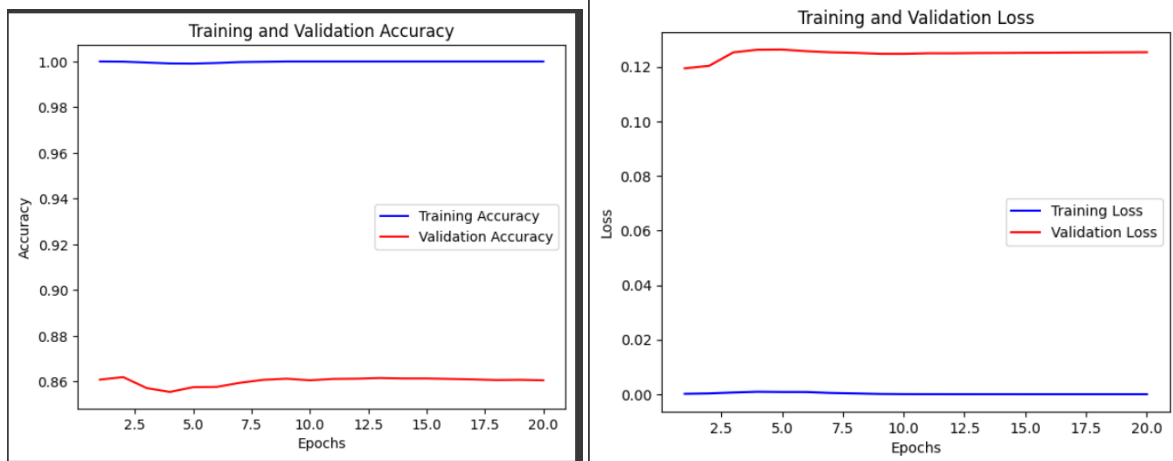 Training and Validation Accuracy
Accuracy
1.00
0.98
0.96
0.94
0.92
0.90
0.88
0.86
Training Accuracy
Validation Accuracy
2.5 5.0 7.5 10.0 12.5 15.0 17.5 20.0
Epochs
Training and Validation Loss
Loss
0.12
0.10
0.08
0.06
0.04
0.02
0.00
Training Loss
Validation Loss
2.5 5.0 7.5 10.0 12.5 15.0 17.5 20.0
Epochs